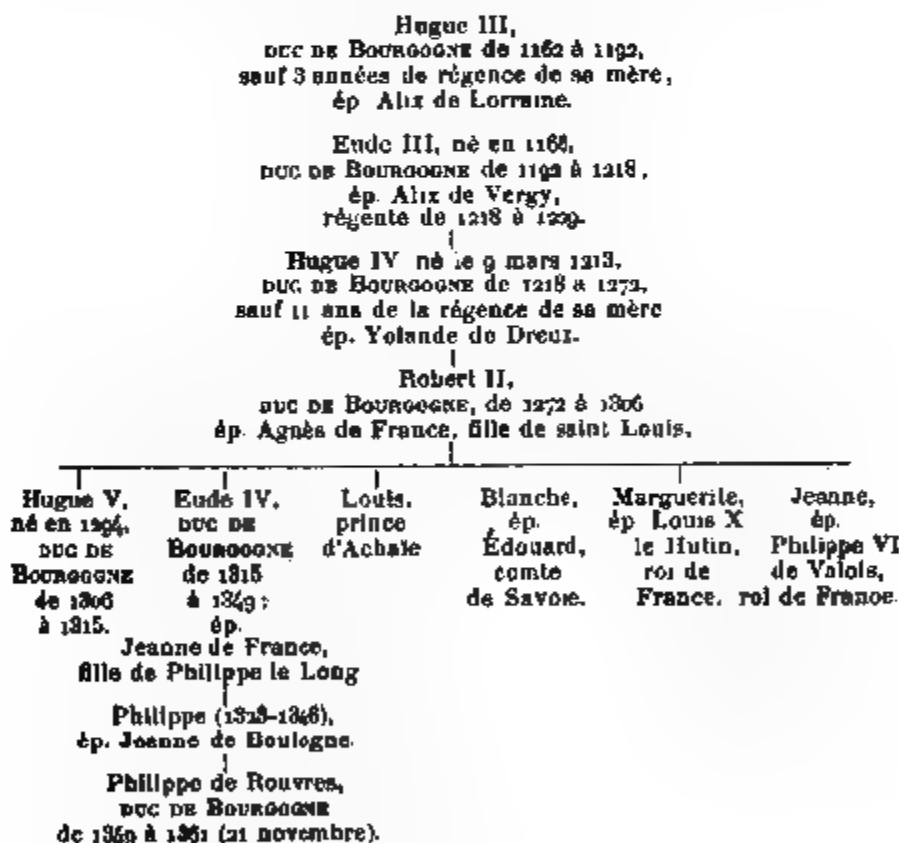 Hugue III,
DUC DE BOURGOGNE de 1162 à 1192,
sauf 3 années de régence de sa mère,
ép. Alix de Lorraine.
Eude III, né en 1166,
DUC DE BOURGOGNE de 1192 à 1218,
ép. Alix de Vergy,
régente de 1218 à 1229.
Hugue IV né le 9 mars 1213,
DUC DE BOURGOGNE de 1218 à 1272,
sauf 11 ans de la régence de sa mère
ép. Yolande de Dreux.
Robert II,
DUC DE BOURGOGNE, de 1272 à 1306
ép. Agnès de France, fille de saint Louis,
Hugue V,
né en 1294,
DUC DE
BOURGOGNE
de 1306
à 1315.
Eude IV,
DUC DE
BOURGOGNE
de 1315
à 1349;
ép.
Jeanne de France,
fille de Philippe le Long
Louis,
prince
d'Achaïe
Blanche,
ép.
Édouard,
comte
de Savoie.
Marguerite,
ép Louis X
le Hutin,
roi de
France.
Jeanne,
ép.
Philippe VI
de Valois,
roi de France.
Philippe (1323-1346),
ép. Jeanne de Boulogne.
Philippe de Rouvres,
DUC DE BOURGOGNE
de 1349 à 1361 (21 novembre).